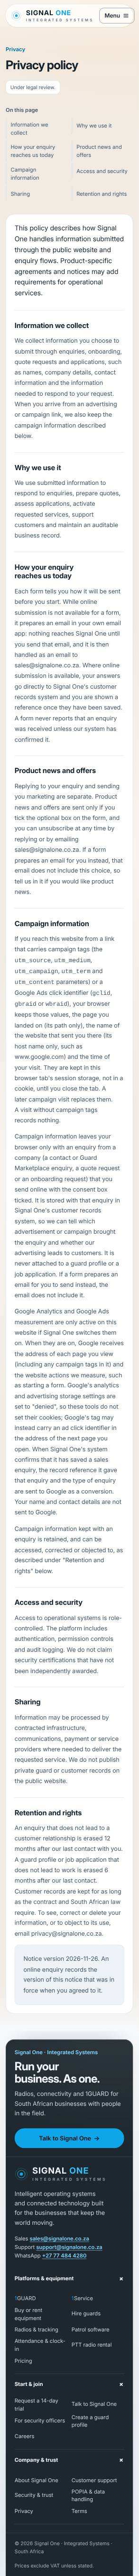 SIGNAL ONE
INTEGRATED SYSTEMS
Menu
Privacy
Privacy policy
Under legal review.
On this page
Information we
collect
Why we use it
How your enquiry
reaches us today
Product news and
offers
Campaign
information
Access and security
Sharing
Retention and rights
This policy describes how Signal
One handles information submitted
through the public website and
enquiry flows. Product-specific
agreements and notices may add
requirements for operational
services.
Information we collect
We collect information you choose to
submit through enquiries, onboarding,
quote requests and applications, such
as names, company details, contact
information and the information
needed to respond to your request.
When you arrive from an advertising
or campaign link, we also keep the
campaign information described
below.
Why we use it
We use submitted information to
respond to enquiries, prepare quotes,
assess applications, activate
requested services, support
customers and maintain an auditable
business record.
How your enquiry
reaches us today
Each form tells you how it will be sent
before you start. While online
submission is not available for a form,
it prepares an email in your own email
app: nothing reaches Signal One until
you send that email, and it is then
handled as an email to
sales@signalone.co.za. Where online
submission is available, your answers
go directly to Signal One's customer
records system and you are given a
reference once they have been saved.
A form never reports that an enquiry
was received unless our system has
confirmed it.
Product news and offers
Replying to your enquiry and sending
you marketing are separate. Product
news and offers are sent only if you
tick the optional box on the form, and
you can unsubscribe at any time by
replying or by emailing
sales@signalone.co.za. If a form
prepares an email for you instead, that
email does not include this choice, so
tell us in it if you would like product
news.
Campaign information
If you reach this website from a link
that carries campaign tags (the
utm_source, utm_medium,
utm_campaign, utm_term and
utm_content parameters) or a
Google Ads click identifier (gclid,
gbraid or wbraid), your browser
keeps those values, the page you
landed on (its path only), the name of
the website that sent you there (its
host name only, such as
www.google.com) and the time of
your visit. They are kept in this
browser tab's session storage, not in a
cookie, until you close the tab. A
later campaign visit replaces them.
A visit without campaign tags
records nothing.
Campaign information leaves your
browser only with an enquiry from a
campaign (a contact or Guard
Marketplace enquiry, a quote request
or an onboarding request) and only
when you send it with the consent
box ticked. It is stored with that
enquiry in Signal One's customer
records system, so we can tell which
advertisement or campaign brought
the enquiry and whether our
advertising leads to customers. It is
never attached to a guard profile or a
job application. If a form prepares an
email for you to send instead, the
email does not include it.
Google Analytics and Google Ads
measurement are only active on this
website if Signal One switches them
on. When they are on, Google receives
the address of each page you view
(including any campaign tags in it) and
the website actions we measure, such
as starting a form. Google's analytics
and advertising storage settings are
set to "denied", so these tools do not
set their cookies; Google's tag may
instead carry an ad click identifier in
the address of the next page you
open. When Signal One's system
confirms that it has saved a sales
enquiry, the record reference it gave
that enquiry and the type of enquiry
are sent to Google as a conversion.
Your name and contact details are not
sent to Google.
Campaign information kept with an
enquiry is retained, and can be
accessed, corrected or objected to, as
described under "Retention and
rights" below.
Access and security
Access to operational systems is role-
controlled. The platform includes
authentication, permission controls
and audit logging. We do not claim
security certifications that have not
been independently awarded.
Sharing
Information may be processed by
contracted infrastructure,
communications, payment or service
providers where needed to deliver the
requested service. We do not publish
private guard or customer records on
the public website.
Retention and rights
An enquiry that does not lead to a
customer relationship is erased 12
months after our last contact with you.
A guard profile or job application that
does not lead to work is erased 6
months after our last contact.
Customer records are kept for as long
as the contract and South African law
require. To see, correct or delete your
information, or to object to its use,
email privacy@signalone.co.za.
Notice version 2026-11-26. An
online enquiry records the
version of this notice that was in
force when you submitted it.
Signal One · Integrated Systems
Run your
business. As one.
Radios, connectivity and 1GUARD for
South African businesses with people
in the field.
Talk to Signal One →
SIGNAL ONE
INTEGRATED SYSTEMS
Intelligent operating systems
and connected technology built
for the businesses that keep the
world moving.
Sales sales@signalone.co.za
Support support@signalone.co.za
WhatsApp +27 77 484 4280
Platforms & equipment
1GUARD
1Service
Buy or rent
equipment
Hire guards
Radios & tracking
Patrol software
Attendance & clock-
in
PTT radio rental
Pricing
Start & join
Request a 14-day
trial
Talk to Signal One
For security officers
Create a guard
profile
Careers
Company & trust
About Signal One
Customer support
Security & trust
POPIA & data
handling
Privacy
Terms
© 2026 Signal One · Integrated Systems ·
South Africa
Prices exclude VAT unless stated.